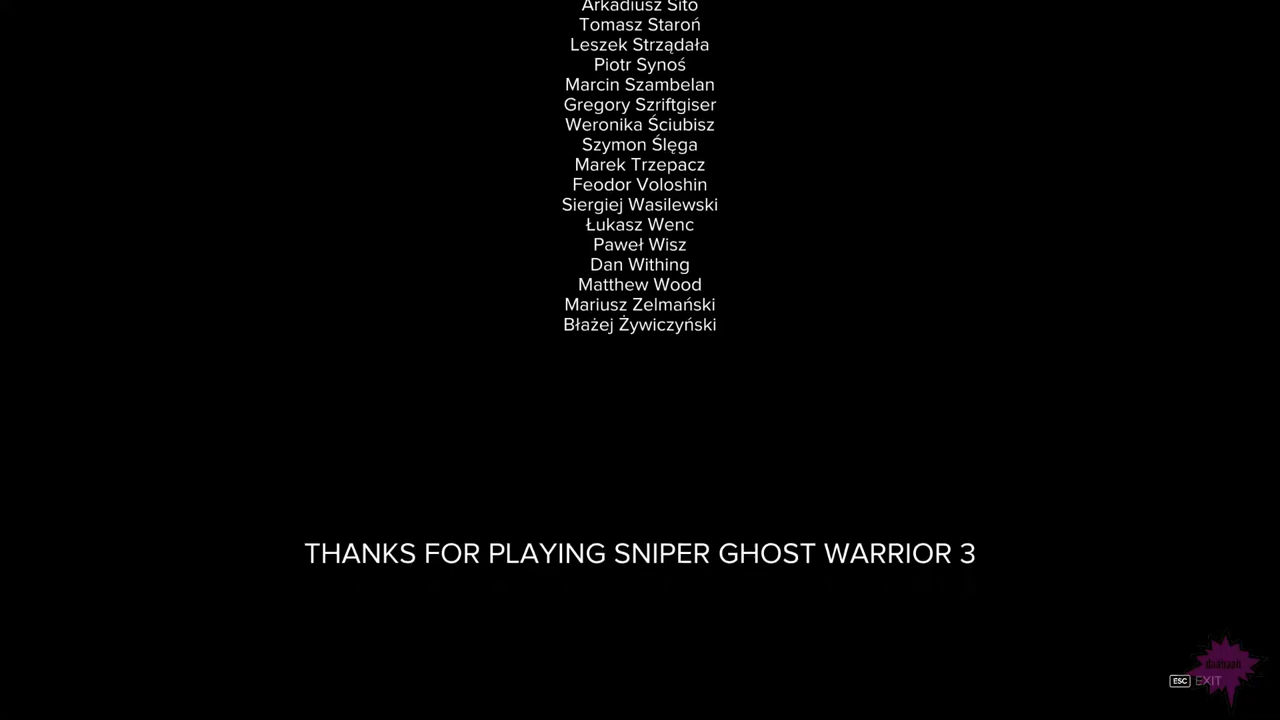 Arkadiusz Sito
Tomasz Staroń
Leszek Strządała
Piotr Synoś
Marcin Szambelan
Gregory Szriftgiser
Weronika Ściubisz
Szymon Ślęga
Marek Trzepacz
Feodor Voloshin
Siergiej Wasilewski
Łukasz Wenc
Paweł Wisz
Dan Withing
Matthew Wood
Mariusz Zelmański
Błażej Żywiczyński
THANKS FOR PLAYING SNIPER GHOST WARRIOR 3
ESC EXIT